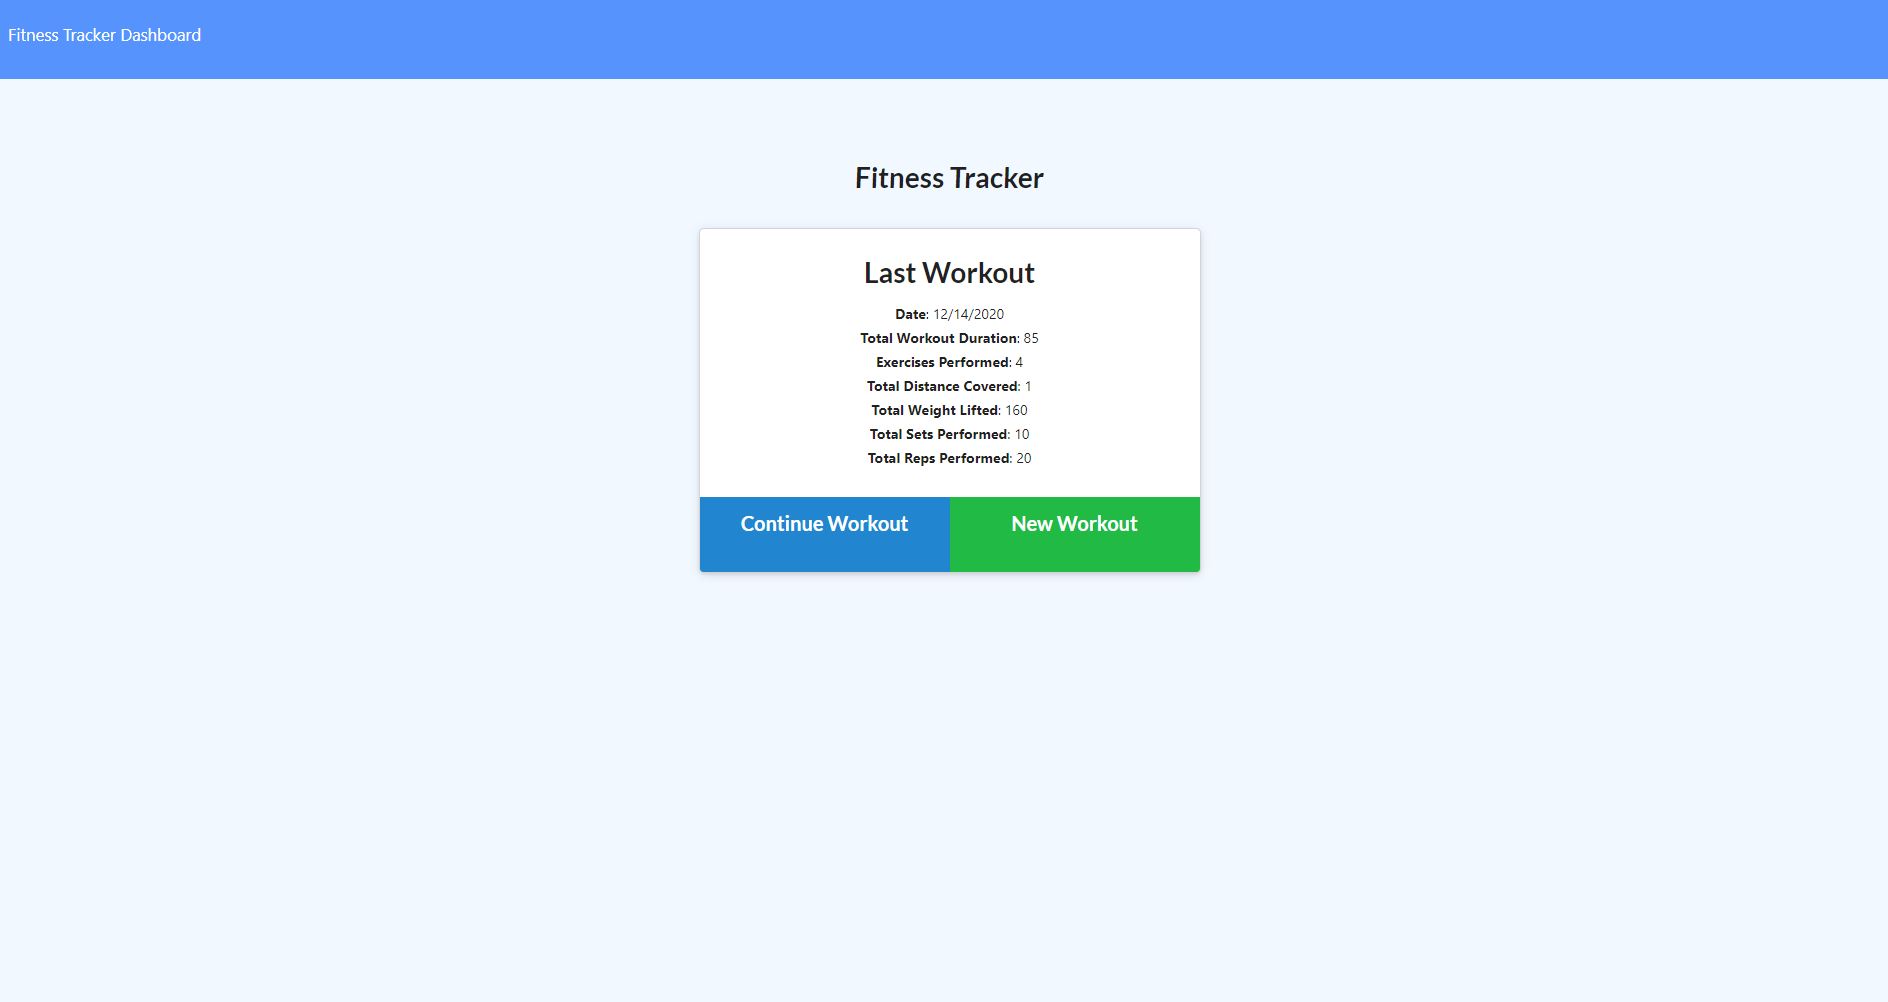 Fitness Tracker Dashboard
Fitness Tracker
Last Workout
Date: 12/14/2020
Total Workout Duration: 85
Exercises Performed: 4
Total Distance Covered: 1
Total Weight Lifted: 160
Total Sets Performed: 10
Total Reps Performed: 20
Continue Workout New Workout